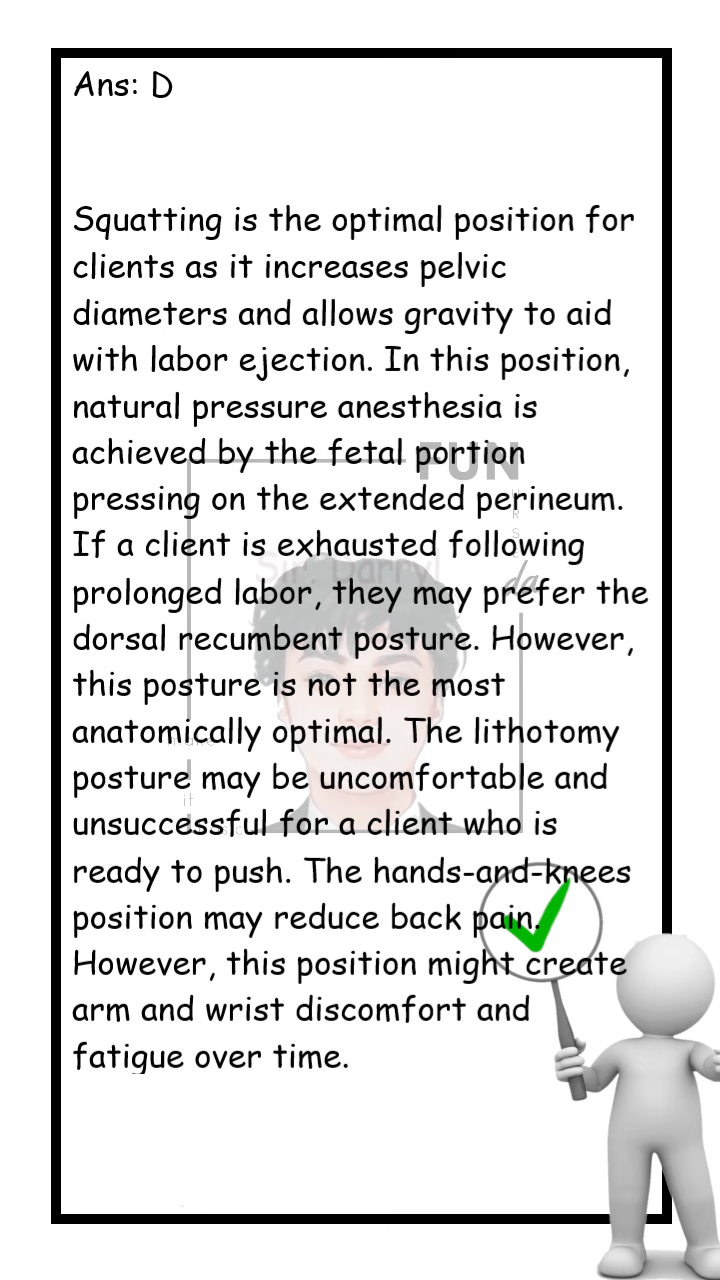 Ans: D
Squatting is the optimal position for
clients as it increases pelvic
diameters and allows gravity to aid
with labor ejection. In this position,
natural pressure anesthesia is
achieved by the fetal portion
FUN
pressing on the extended perineum.
If a client is exhausted following
Sir: Darryl
prolonged labor, they may prefer the
dorsal recumbent posture. However,
this posture is not the most
anatomically optimal. The lithotomy
posture may be uncomfortable and
it
unsuccessful for a client who is
ready to push. The hands-and-knees
position may reduce back pain.
However, this position might create
arm and wrist discomfort and
fatigue over time.